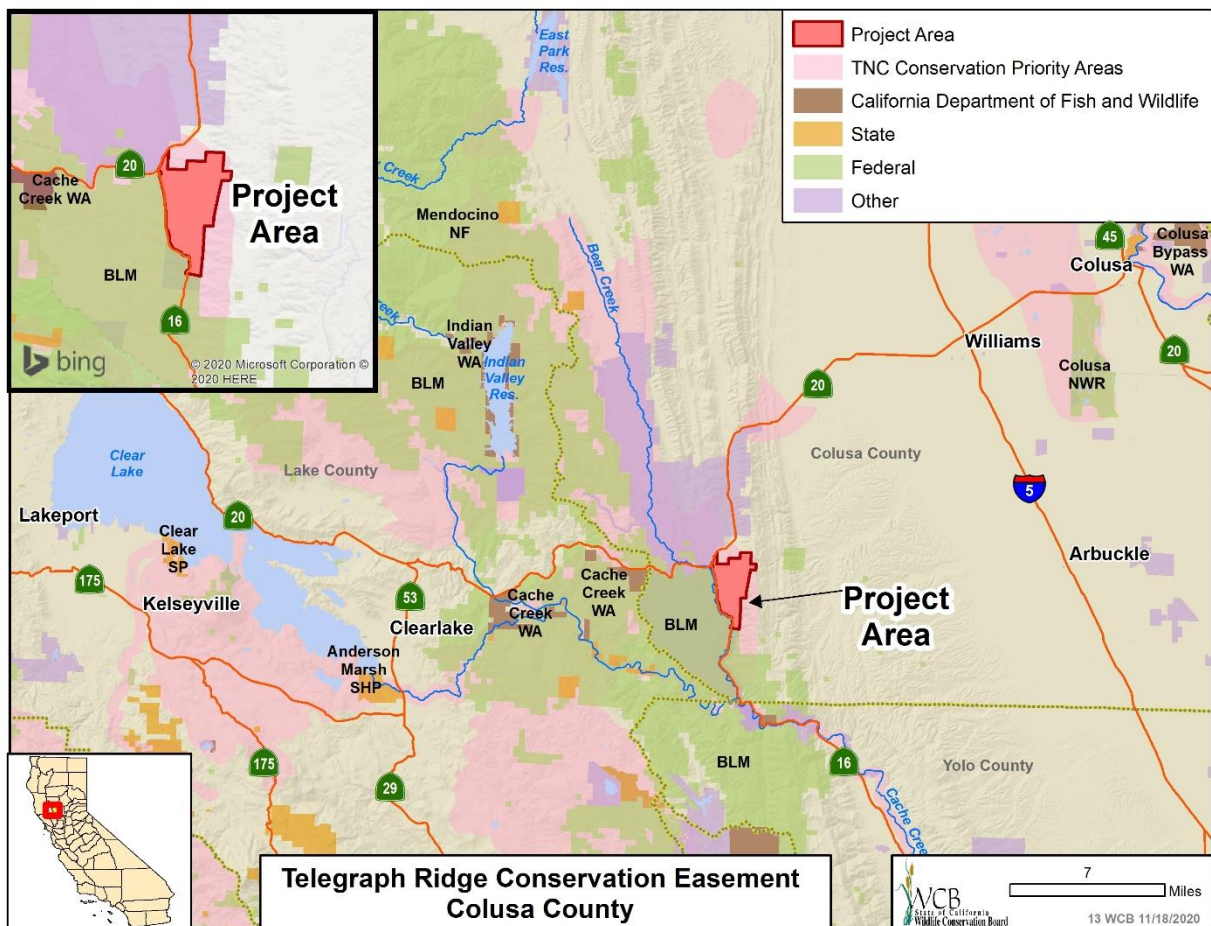 20
Cache
Creek WA
Project
Area
BLM
16
bing
© 2020 Microsoft Corporation ©
2020 HERE
Project Area
TNC Conservation Priority Areas
California Department of Fish and Wildlife
State
Federal
Other
East
Park
Res.
Creek
Mendocino
NF
Bear Creek
Creek
Indian
Valley
WA
Indian
Valley
Res.
BLM
45
Colusa
Colusa
Bypass
WA
Williams
20
Colusa
NWR
20
Clear
Lake
Lake County
Colusa County
5
Lakeport
20
Clear
Lake
SP
Arbuckle
175
Kelseyville
53
Clearlake
Cache
Creek
WA
Cache
Creek
WA
BLM
Project
Area
Anderson
Marsh
SHP
BLM
16
Yolo County
175
29
Cache Cree
Telegraph Ridge Conservation Easement
Colusa County
WCB
State of California
Wildlife Conservation Board
7
Miles
13 WCB 11/18/2020